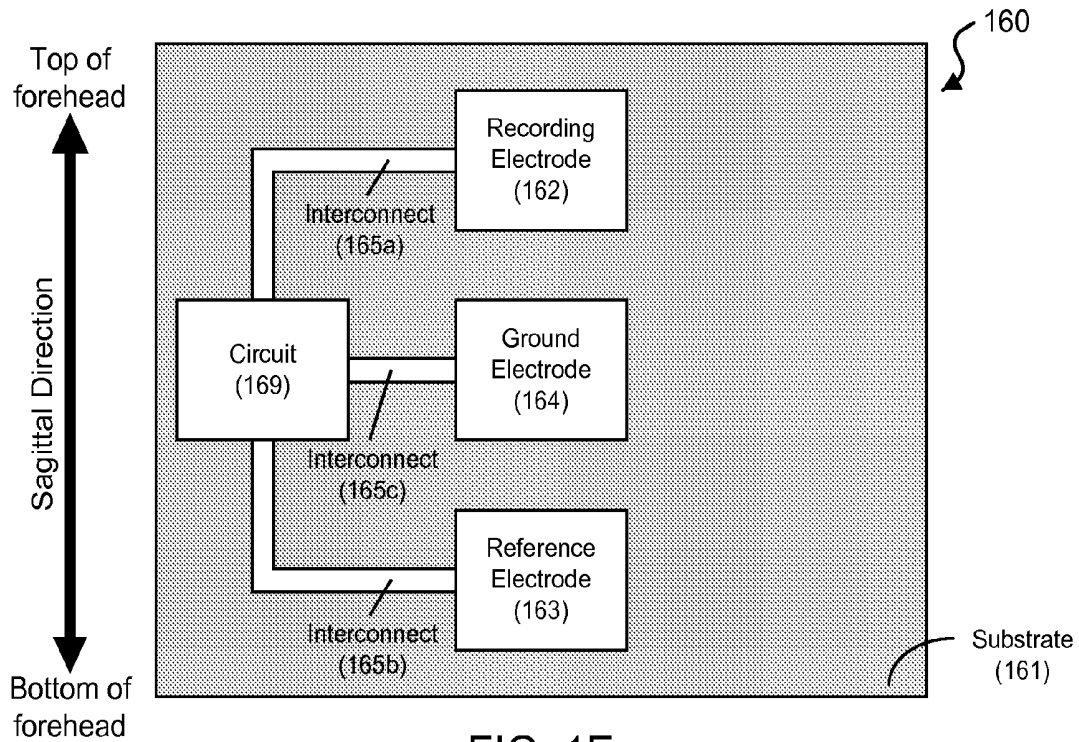 160
Top of
forehead
Recording
Electrode
(162)
Interconnect
(165a)
Sagittal Direction
Circuit
(169)
Ground
Electrode
(164)
Interconnect
(165c)
Reference
Electrode
(163)
Interconnect
(165b)
Substrate
(161)
Bottom of
forehead